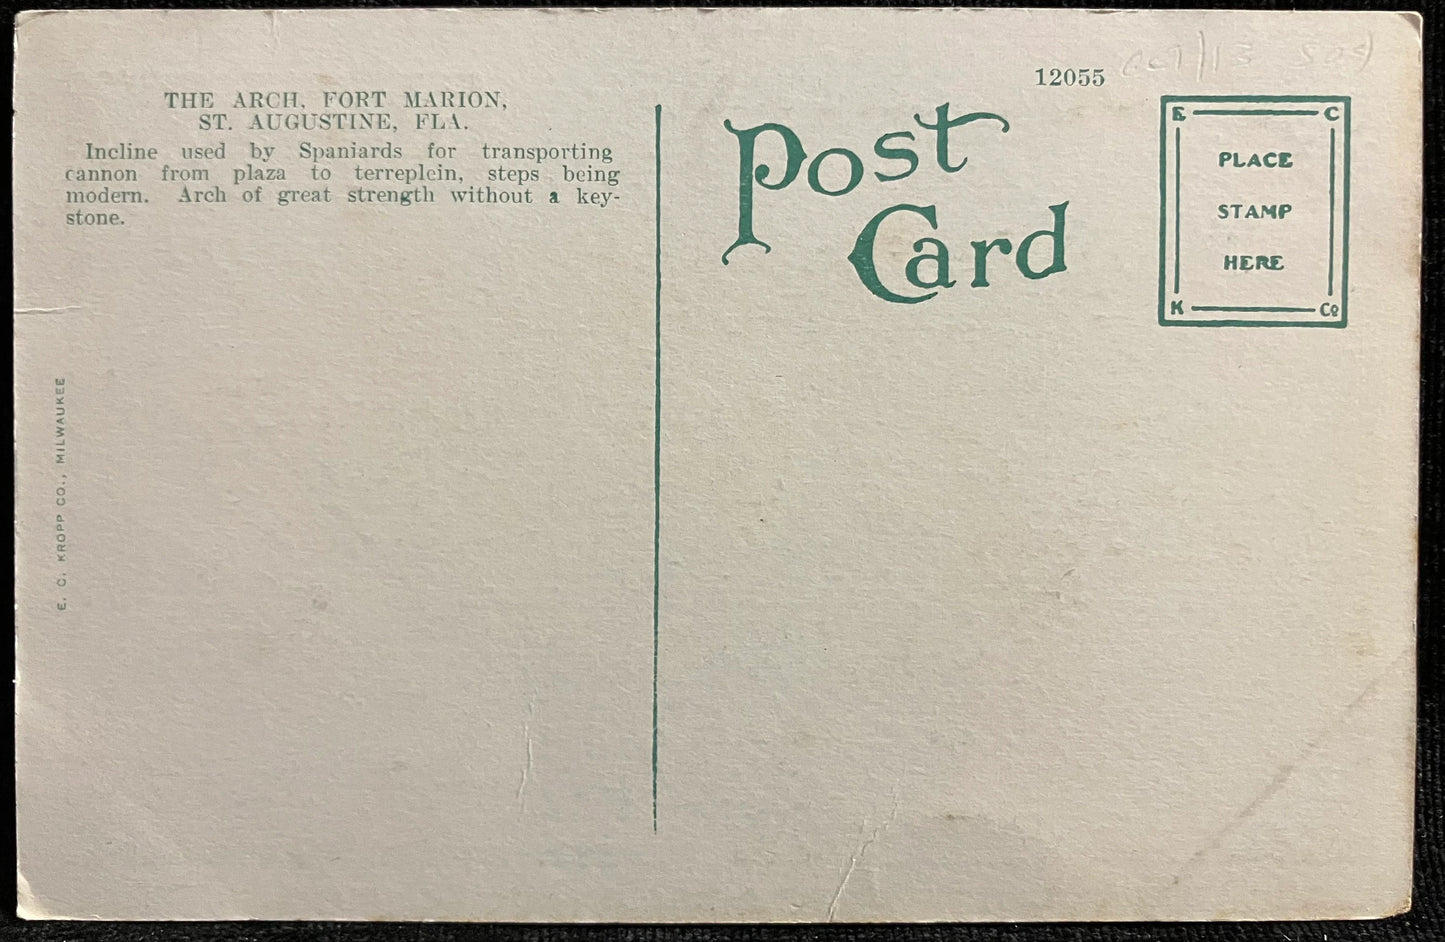 THE ARCH, FORT MARION,
ST. AUGUSTINE, FLA.
Incline used by Spaniards for transporting
cannon from plaza to terreplein, steps being
modern. Arch of great strength without a key-
stone.
E. C. KROPP CO., MILWAUKEE
12055
Post
Card
E C
PLACE
STAMP
HERE
K Co